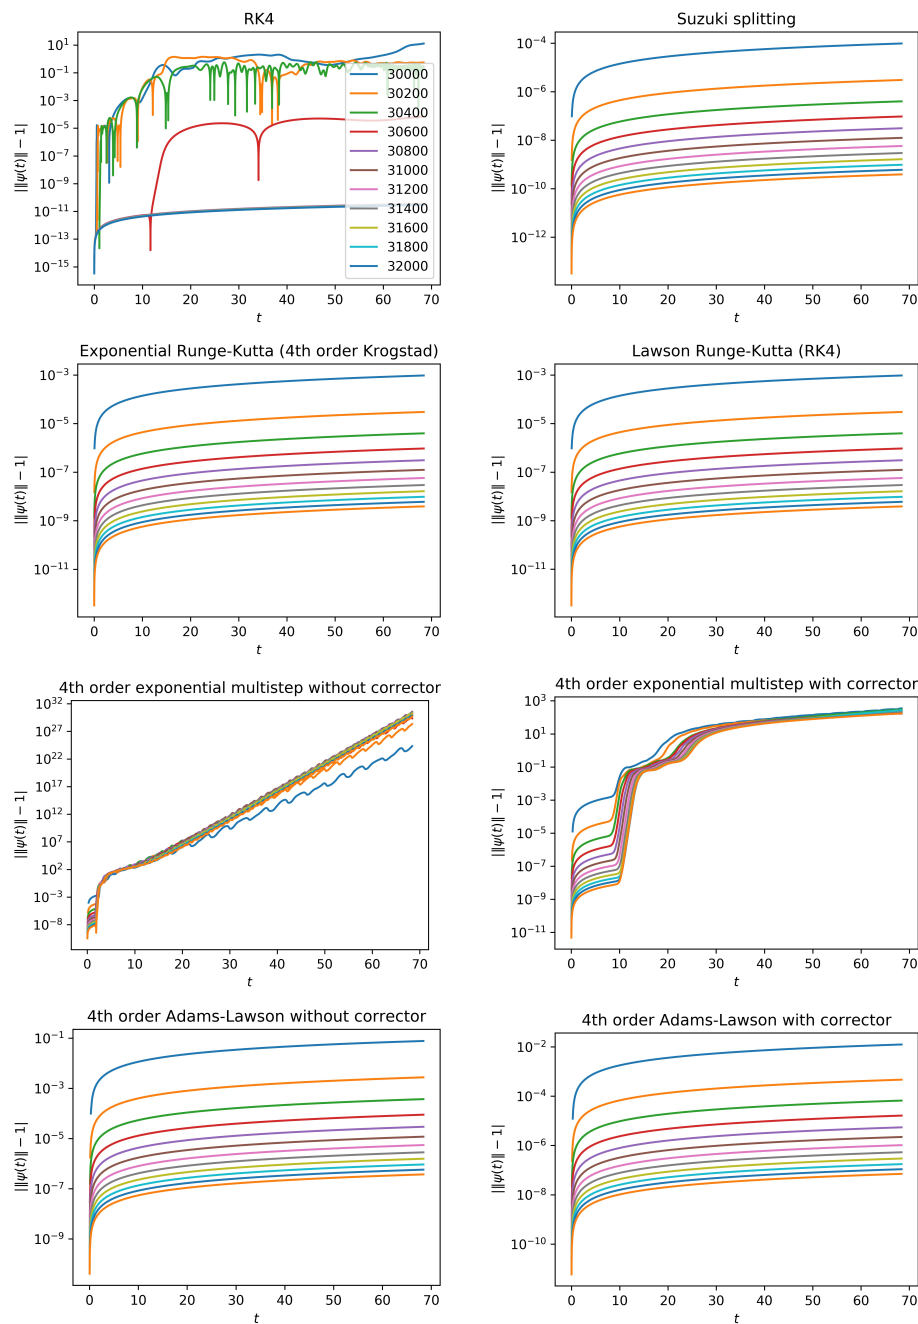 RK4
10^1
10^-1
10^-3
10^-5
10^-7
10^-9
10^-11
10^-13
10^-15
|‖ψ(t)‖ − 1|
30000
30200
30400
30600
30800
31000
31200
31400
31600
31800
32000
0 10 20 30 40 50 60 70
t
Suzuki splitting
10^-4
10^-6
10^-8
10^-10
10^-12
|‖ψ(t)‖ − 1|
0 10 20 30 40 50 60 70
t
Exponential Runge-Kutta (4th order Krogstad)
10^-3
10^-5
10^-7
10^-9
10^-11
|‖ψ(t)‖ − 1|
0 10 20 30 40 50 60 70
t
Lawson Runge-Kutta (RK4)
10^-3
10^-5
10^-7
10^-9
10^-11
|‖ψ(t)‖ − 1|
0 10 20 30 40 50 60 70
t
4th order exponential multistep without corrector
10^32
10^27
10^22
10^17
10^12
10^7
10^2
10^-3
10^-8
|‖ψ(t)‖ − 1|
0 10 20 30 40 50 60 70
t
4th order exponential multistep with corrector
10^3
10^1
10^-1
10^-3
10^-5
10^-7
10^-9
10^-11
|‖ψ(t)‖ − 1|
0 10 20 30 40 50 60 70
t
4th order Adams-Lawson without corrector
10^-1
10^-3
10^-5
10^-7
10^-9
|‖ψ(t)‖ − 1|
0 10 20 30 40 50 60 70
t
4th order Adams-Lawson with corrector
10^-2
10^-4
10^-6
10^-8
10^-10
|‖ψ(t)‖ − 1|
0 10 20 30 40 50 60 70
t